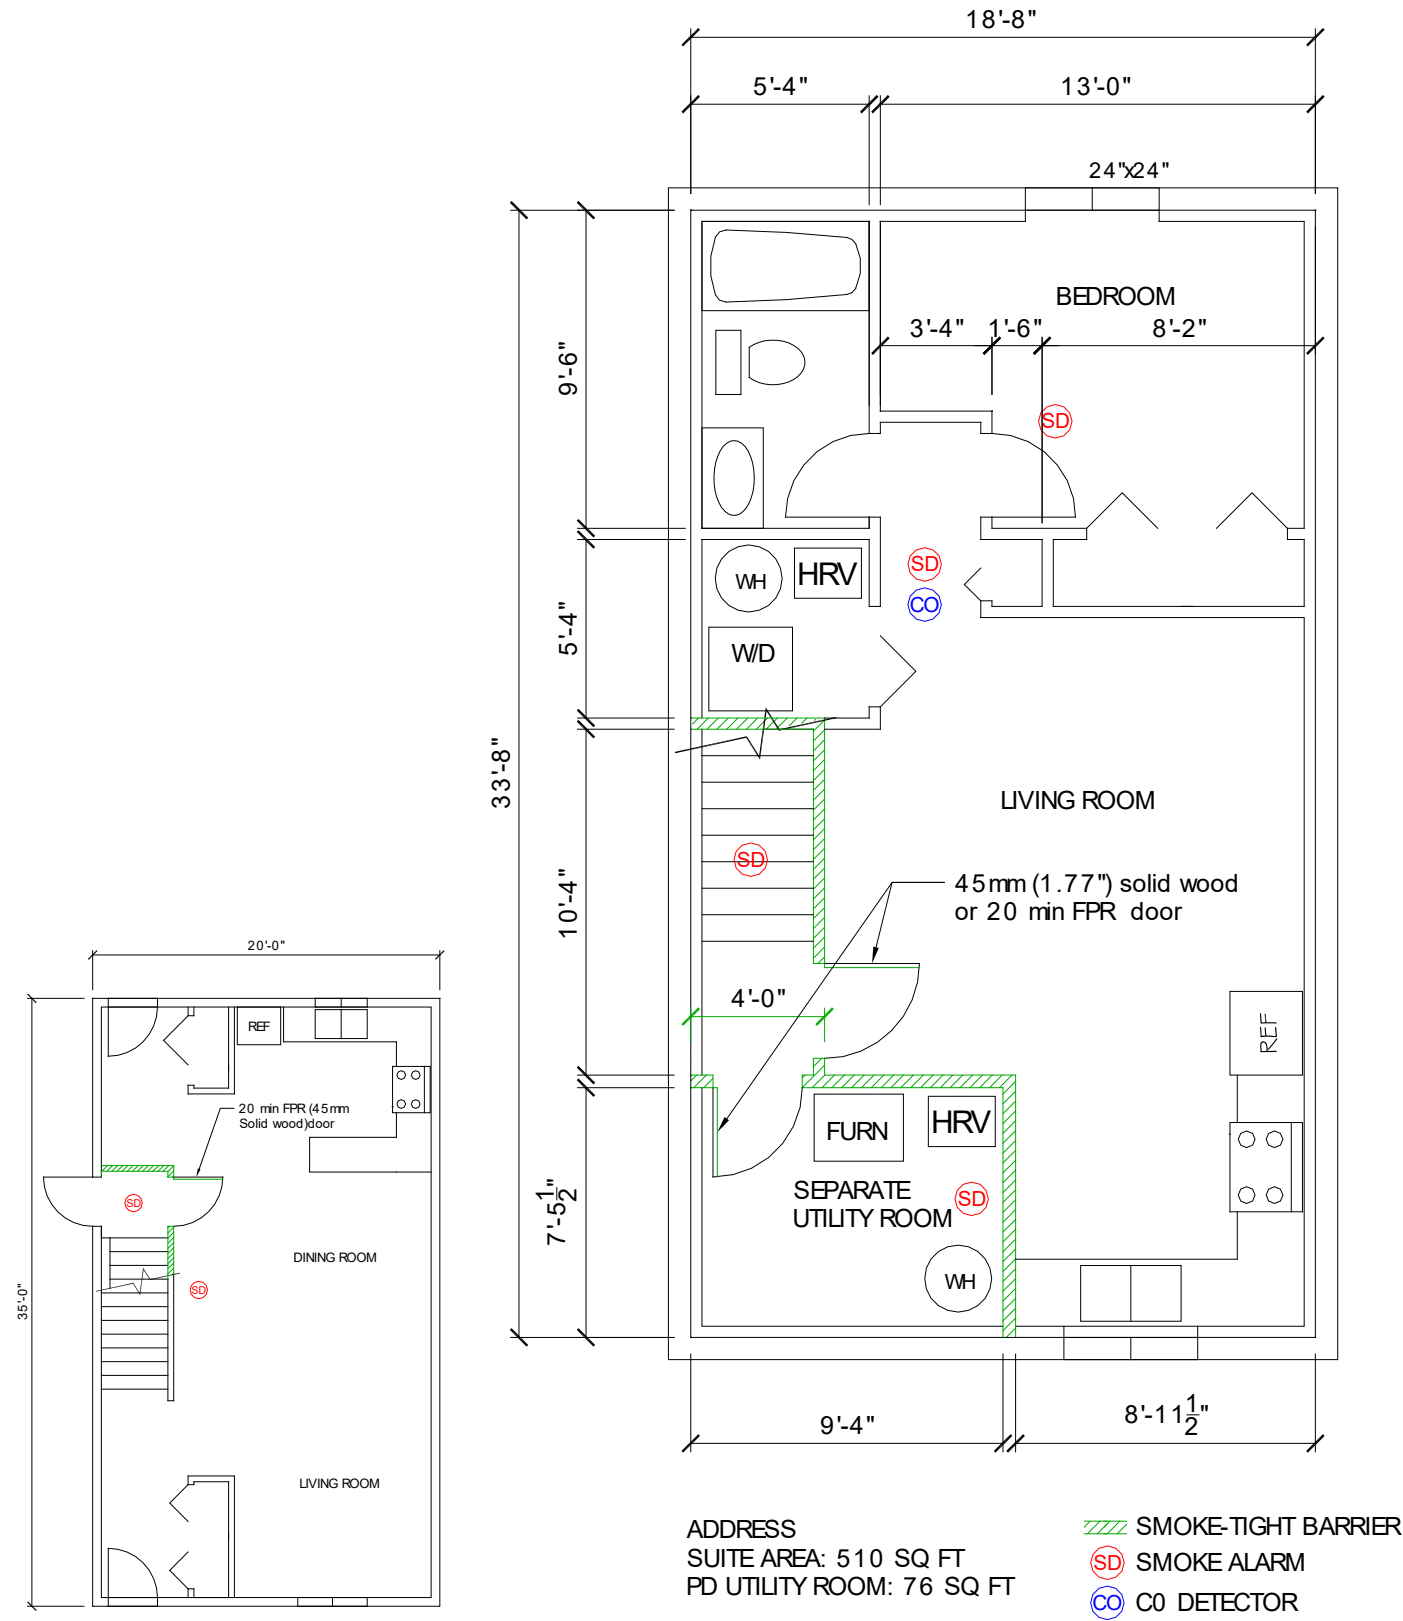 18'-8"
5'-4"
13'-0"
24"x24"
BEDROOM
3'-4"
1'-6"
8'-2"
9'-6"
SD
SD
CO
WH
HRV
5'-4"
W/D
33'-8"
LIVING ROOM
SD
10'-4"
45mm (1.77") solid wood
or 20 min FPR door
4'-0"
REF
FURN
HRV
SEPARATE
UTILITY ROOM
SD
7'-5 1/2"
WH
9'-4"
8'-11 1/2"
20'-0"
REF
20 min FPR (45mm
Solid wood)door
SD
DINING ROOM
SD
35'-0"
LIVING ROOM
ADDRESS
SUITE AREA: 510 SQ FT
PD UTILITY ROOM: 76 SQ FT
SMOKE-TIGHT BARRIER
SD SMOKE ALARM
CO C0 DETECTOR